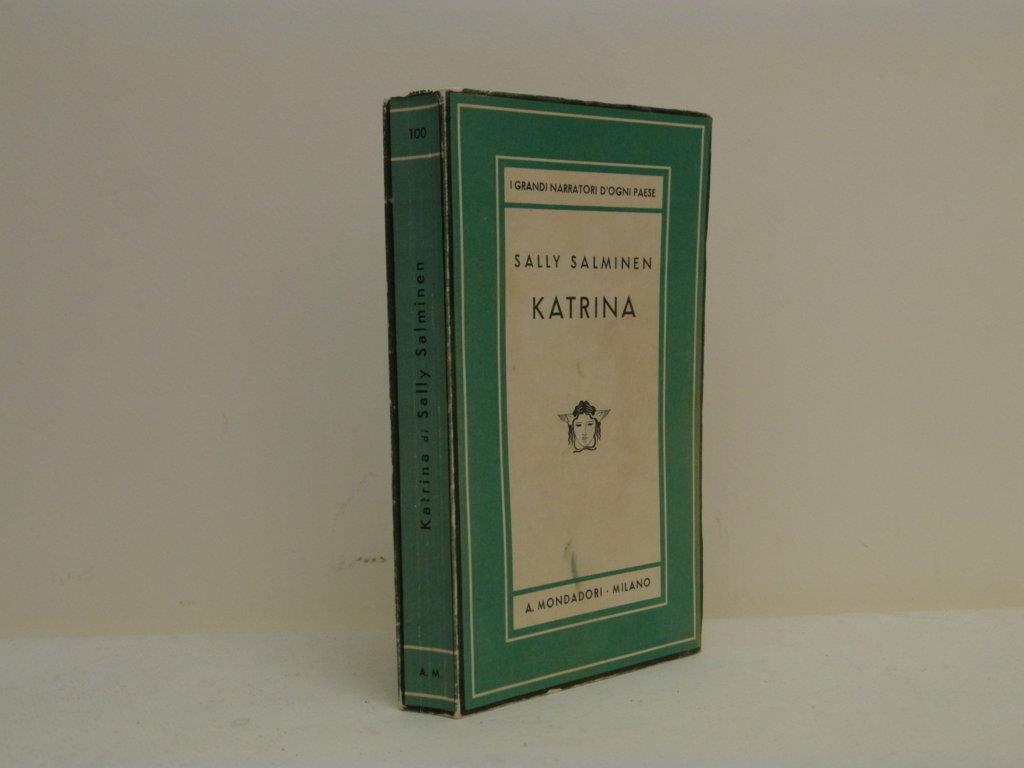 100
Katrina di Sally Salminen
A. M.
I GRANDI NARRATORI D'OGNI PAESE
SALLY SALMINEN
KATRINA
A. MONDADORI · MILANO